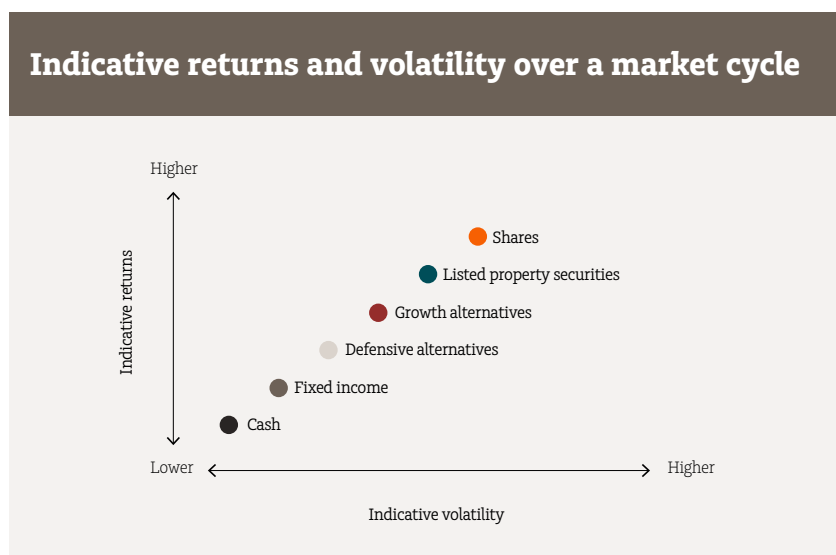 Indicative returns and volatility over a market cycle
Higher
Shares
Listed property securities
Growth alternatives
Indicative returns
Defensive alternatives
Fixed income
Cash
Lower
Higher
Indicative volatility